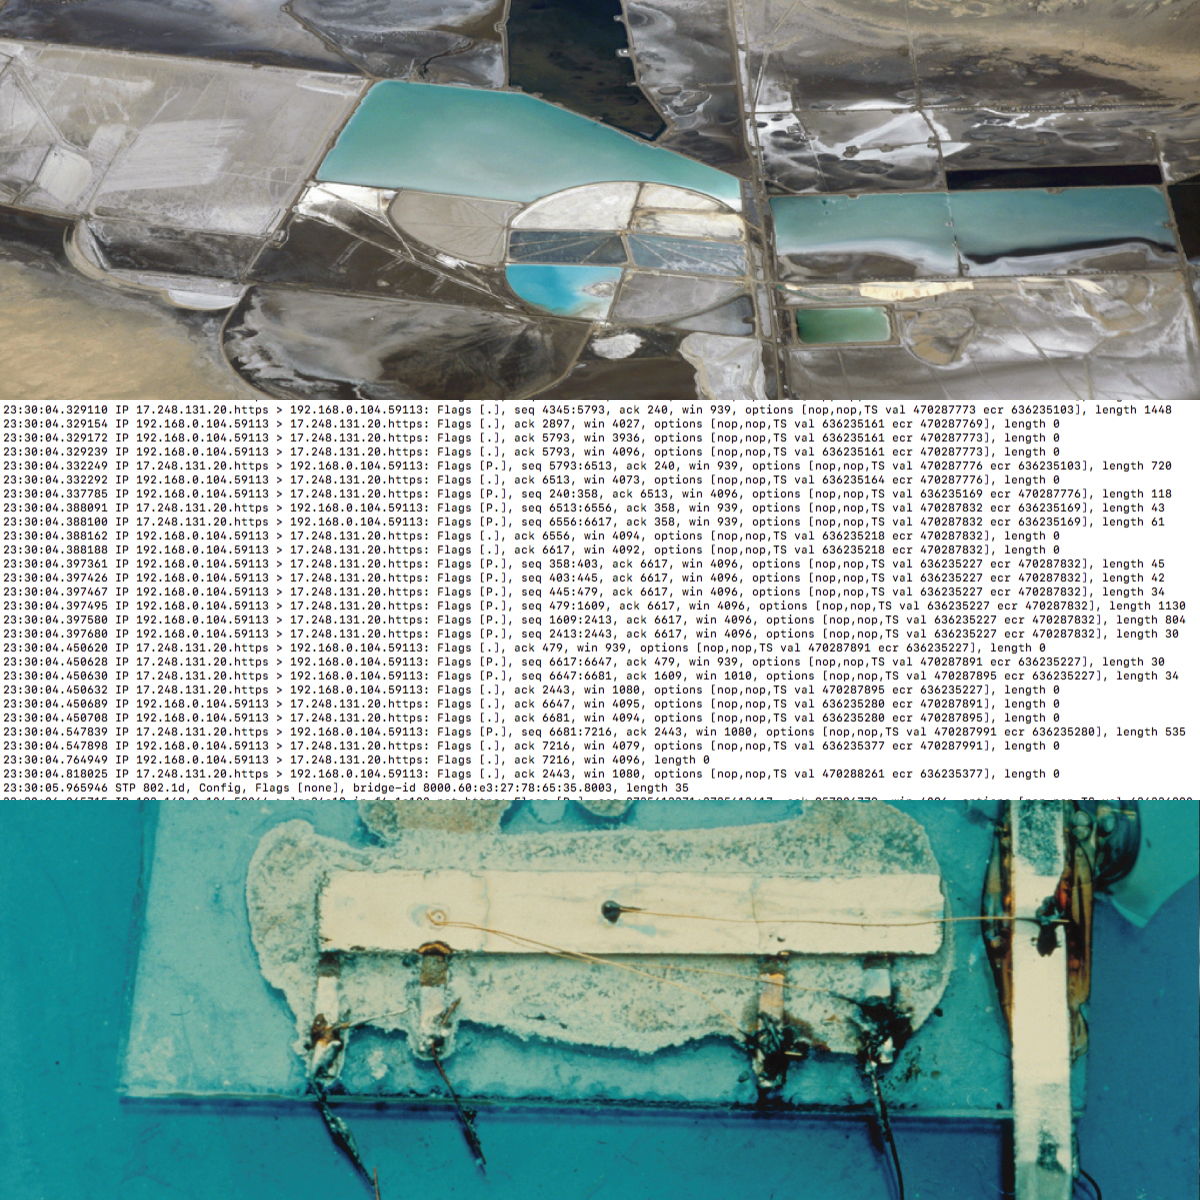 23:30:04.329110 IP 17.248.131.20.https > 192.168.0.104.59113: Flags [.], seq 4345:5793, ack 240, win 939, options [nop,nop,TS val 470287773 ecr 636235103], length 1448
23:30:04.329154 IP 192.168.0.104.59113 > 17.248.131.20.https: Flags [.], ack 2897, win 4027, options [nop,nop,TS val 636235161 ecr 470287769], length 0
23:30:04.329172 IP 192.168.0.104.59113 > 17.248.131.20.https: Flags [.], ack 5793, win 3936, options [nop,nop,TS val 636235161 ecr 470287773], length 0
23:30:04.329239 IP 192.168.0.104.59113 > 17.248.131.20.https: Flags [.], ack 5793, win 4096, options [nop,nop,TS val 636235161 ecr 470287773], length 0
23:30:04.332249 IP 17.248.131.20.https > 192.168.0.104.59113: Flags [P.], seq 5793:6513, ack 240, win 939, options [nop,nop,TS val 470287776 ecr 636235103], length 720
23:30:04.332292 IP 192.168.0.104.59113 > 17.248.131.20.https: Flags [.], ack 6513, win 4073, options [nop,nop,TS val 636235164 ecr 470287776], length 0
23:30:04.337785 IP 192.168.0.104.59113 > 17.248.131.20.https: Flags [P.], seq 240:358, ack 6513, win 4096, options [nop,nop,TS val 636235169 ecr 470287776], length 118
23:30:04.388091 IP 17.248.131.20.https > 192.168.0.104.59113: Flags [P.], seq 6513:6556, ack 358, win 939, options [nop,nop,TS val 470287832 ecr 636235169], length 43
23:30:04.388100 IP 17.248.131.20.https > 192.168.0.104.59113: Flags [P.], seq 6556:6617, ack 358, win 939, options [nop,nop,TS val 470287832 ecr 636235169], length 61
23:30:04.388162 IP 192.168.0.104.59113 > 17.248.131.20.https: Flags [.], ack 6556, win 4094, options [nop,nop,TS val 636235218 ecr 470287832], length 0
23:30:04.388188 IP 192.168.0.104.59113 > 17.248.131.20.https: Flags [.], ack 6617, win 4092, options [nop,nop,TS val 636235218 ecr 470287832], length 0
23:30:04.397361 IP 192.168.0.104.59113 > 17.248.131.20.https: Flags [P.], seq 358:403, ack 6617, win 4096, options [nop,nop,TS val 636235227 ecr 470287832], length 45
23:30:04.397426 IP 192.168.0.104.59113 > 17.248.131.20.https: Flags [P.], seq 403:445, ack 6617, win 4096, options [nop,nop,TS val 636235227 ecr 470287832], length 42
23:30:04.397467 IP 192.168.0.104.59113 > 17.248.131.20.https: Flags [P.], seq 445:479, ack 6617, win 4096, options [nop,nop,TS val 636235227 ecr 470287832], length 34
23:30:04.397495 IP 192.168.0.104.59113 > 17.248.131.20.https: Flags [P.], seq 479:1609, ack 6617, win 4096, options [nop,nop,TS val 636235227 ecr 470287832], length 1130
23:30:04.397580 IP 192.168.0.104.59113 > 17.248.131.20.https: Flags [P.], seq 1609:2413, ack 6617, win 4096, options [nop,nop,TS val 636235227 ecr 470287832], length 804
23:30:04.397680 IP 192.168.0.104.59113 > 17.248.131.20.https: Flags [P.], seq 2413:2443, ack 6617, win 4096, options [nop,nop,TS val 636235227 ecr 470287832], length 30
23:30:04.450620 IP 17.248.131.20.https > 192.168.0.104.59113: Flags [.], ack 479, win 939, options [nop,nop,TS val 470287891 ecr 636235227], length 0
23:30:04.450628 IP 17.248.131.20.https > 192.168.0.104.59113: Flags [P.], seq 6617:6647, ack 479, win 939, options [nop,nop,TS val 470287891 ecr 636235227], length 30
23:30:04.450630 IP 17.248.131.20.https > 192.168.0.104.59113: Flags [P.], seq 6647:6681, ack 1609, win 1010, options [nop,nop,TS val 470287895 ecr 636235227], length 34
23:30:04.450632 IP 17.248.131.20.https > 192.168.0.104.59113: Flags [.], ack 2443, win 1080, options [nop,nop,TS val 470287895 ecr 636235227], length 0
23:30:04.450689 IP 192.168.0.104.59113 > 17.248.131.20.https: Flags [.], ack 6647, win 4095, options [nop,nop,TS val 636235280 ecr 470287891], length 0
23:30:04.450708 IP 192.168.0.104.59113 > 17.248.131.20.https: Flags [.], ack 6681, win 4094, options [nop,nop,TS val 636235280 ecr 470287895], length 0
23:30:04.547839 IP 17.248.131.20.https > 192.168.0.104.59113: Flags [P.], seq 6681:7216, ack 2443, win 1080, options [nop,nop,TS val 470287991 ecr 636235280], length 535
23:30:04.547898 IP 192.168.0.104.59113 > 17.248.131.20.https: Flags [.], ack 7216, win 4079, options [nop,nop,TS val 636235377 ecr 470287991], length 0
23:30:04.764949 IP 192.168.0.104.59113 > 17.248.131.20.https: Flags [.], ack 7216, win 4096, length 0
23:30:04.818025 IP 17.248.131.20.https > 192.168.0.104.59113: Flags [.], ack 2443, win 1080, options [nop,nop,TS val 470288261 ecr 636235377], length 0
23:30:05.965946 STP 802.1d, Config, Flags [none], bridge-id 8000.60:e3:27:78:65:35.8003, length 35